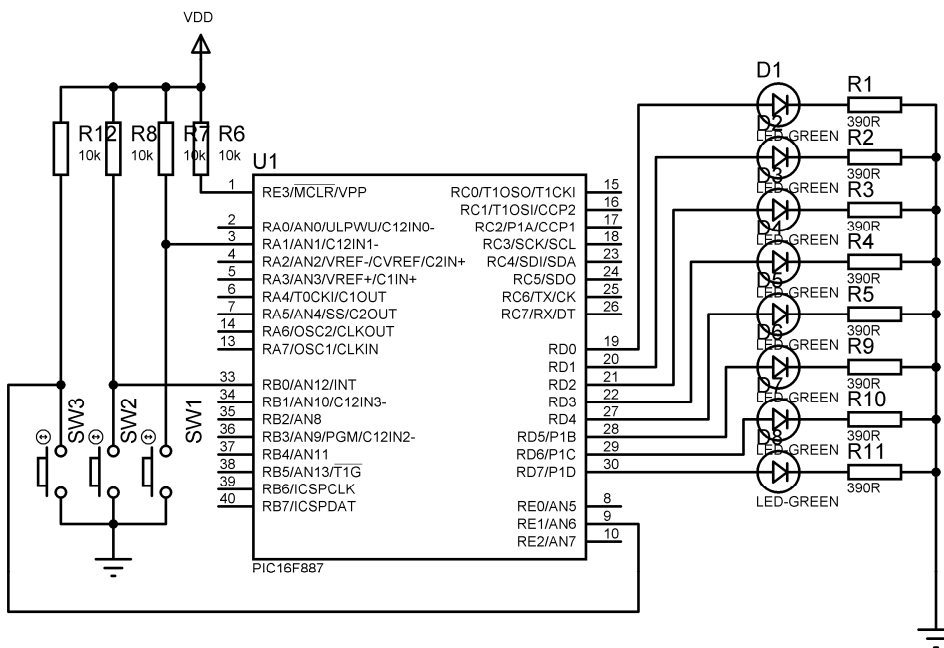 VDD
R12
10k
R8
10k
R7
10k
R6
10k
U1
1
RE3/MCLR/VPP
2
RA0/AN0/ULPWU/C12IN0-
3
RA1/AN1/C12IN1-
4
RA2/AN2/VREF-/CVREF/C2IN+
5
RA3/AN3/VREF+/C1IN+
6
RA4/T0CKI/C1OUT
7
RA5/AN4/SS/C2OUT
14
RA6/OSC2/CLKOUT
13
RA7/OSC1/CLKIN
33
RB0/AN12/INT
34
RB1/AN10/C12IN3-
35
RB2/AN8
36
RB3/AN9/PGM/C12IN2-
37
RB4/AN11
38
RB5/AN13/T1G
39
RB6/ICSPCLK
40
RB7/ICSPDAT
RC0/T1OSO/T1CKI
15
RC1/T1OSI/CCP2
16
RC2/P1A/CCP1
17
RC3/SCK/SCL
18
RC4/SDI/SDA
23
RC5/SDO
24
RC6/TX/CK
25
RC7/RX/DT
26
RD0
19
RD1
20
RD2
21
RD3
22
RD4
27
RD5/P1B
28
RD6/P1C
29
RD7/P1D
30
RE0/AN5
8
RE1/AN6
9
RE2/AN7
10
PIC16F887
SW3
SW2
SW1
D1
LED-GREEN
R1
390R
D2
LED-GREEN
R2
390R
D3
LED-GREEN
R3
390R
D4
LED-GREEN
R4
390R
D5
LED-GREEN
R5
D6
LED-GREEN
R9
390R
D7
LED-GREEN
R10
390R
D8
LED-GREEN
R11
390R